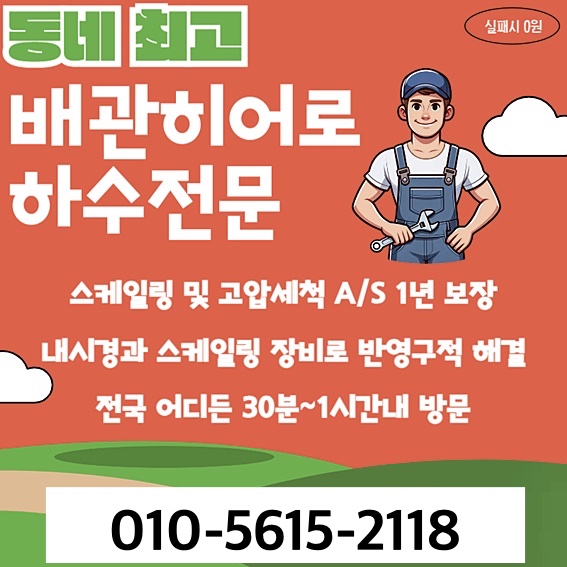 동네 최고
실패시 0원
배관히어로
하수전문
스케일링 및 고압세척 A/S 1년 보장
내시경과 스케일링 장비로 반영구적 해결
전국 어디든 30분~1시간내 방문
010-5615-2118